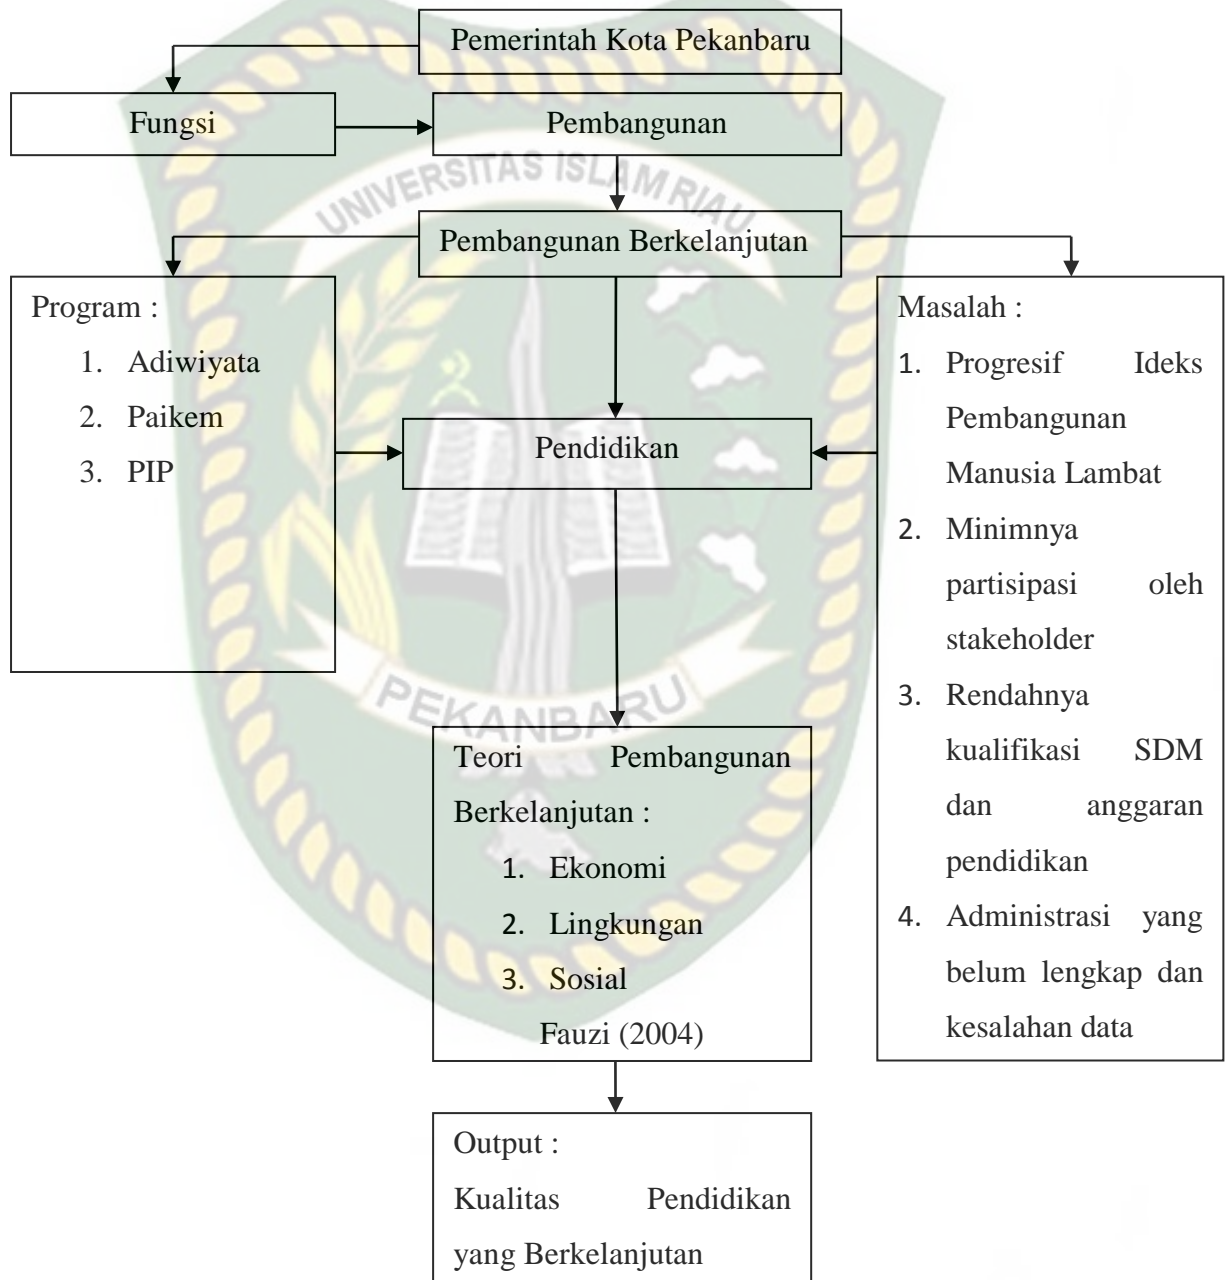 Pemerintah Kota Pekanbaru
Fungsi
Pembangunan
UNIVERSITAS ISLAM RIAU
Pembangunan Berkelanjutan
Program :
1. Adiwiyata
2. Paikem
3. PIP
Pendidikan
Masalah :
1. Progresif Ideks
Pembangunan
Manusia Lambat
2. Minimnya
partisipasi oleh
stakeholder
3. Rendahnya
kualifikasi SDM
dan anggaran
pendidikan
4. Administrasi yang
belum lengkap dan
kesalahan data
PEKANBARU
Teori Pembangunan
Berkelanjutan :
1. Ekonomi
2. Lingkungan
3. Sosial
Fauzi (2004)
Output :
Kualitas Pendidikan
yang Berkelanjutan